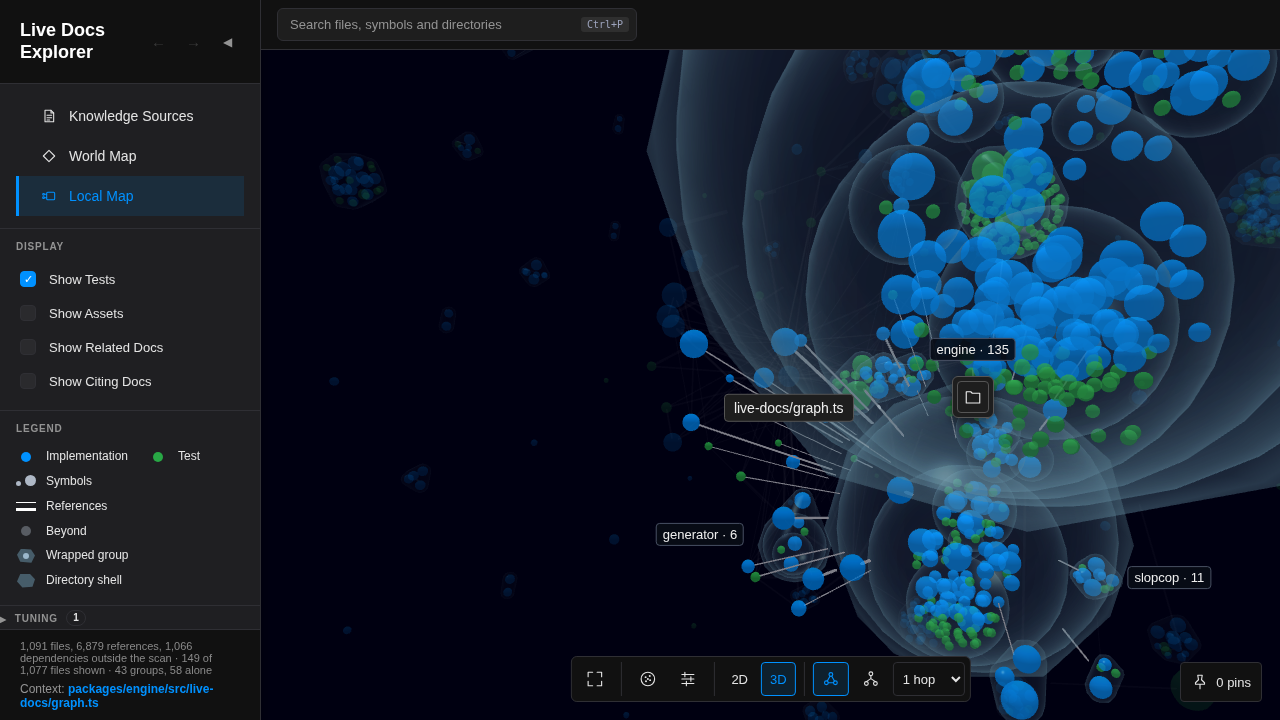 Live Docs
Explorer
Search files, symbols and directories
Ctrl+P
Knowledge Sources
World Map
Local Map
DISPLAY
Show Tests
Show Assets
Show Related Docs
Show Citing Docs
LEGEND
Implementation
Test
Symbols
References
Beyond
Wrapped group
Directory shell
TUNING 1
1,091 files, 6,879 references, 1,066
dependencies outside the scan · 149 of
1,077 files shown · 43 groups, 58 alone
Context: packages/engine/src/live-
docs/graph.ts
engine · 135
live-docs/graph.ts
generator · 6
slopcop · 11
2D
3D
1 hop
0 pins